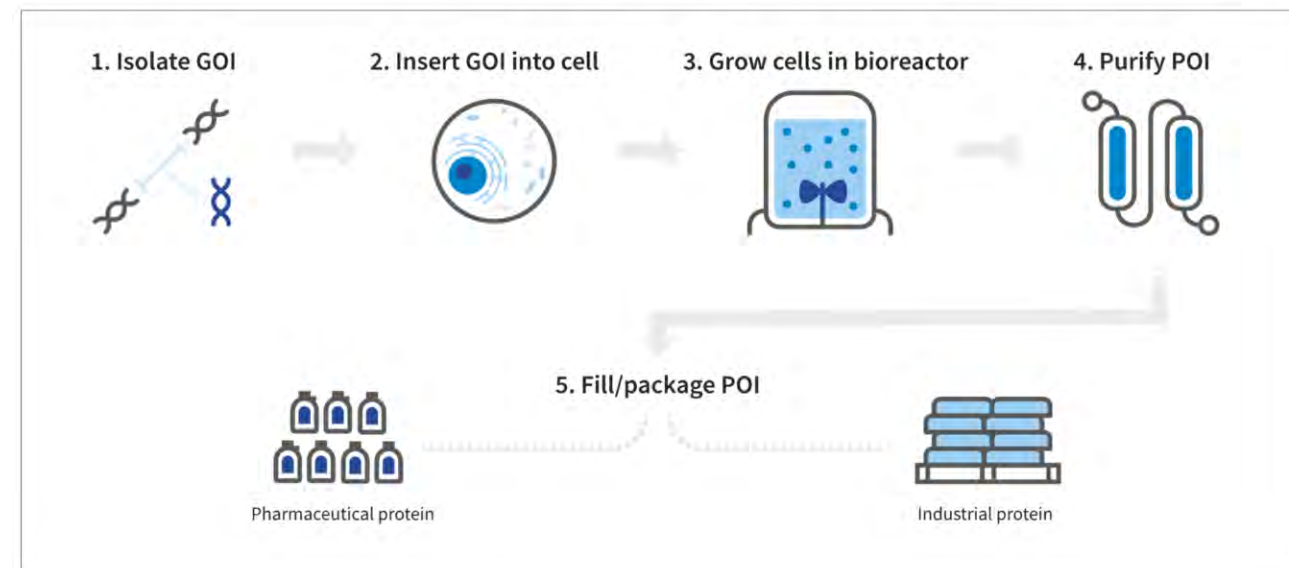 1. Isolate GOI
2. Insert GOI into cell
3. Grow cells in bioreactor
4. Purify POI
5. Fill/package POI
Pharmaceutical protein
Industrial protein